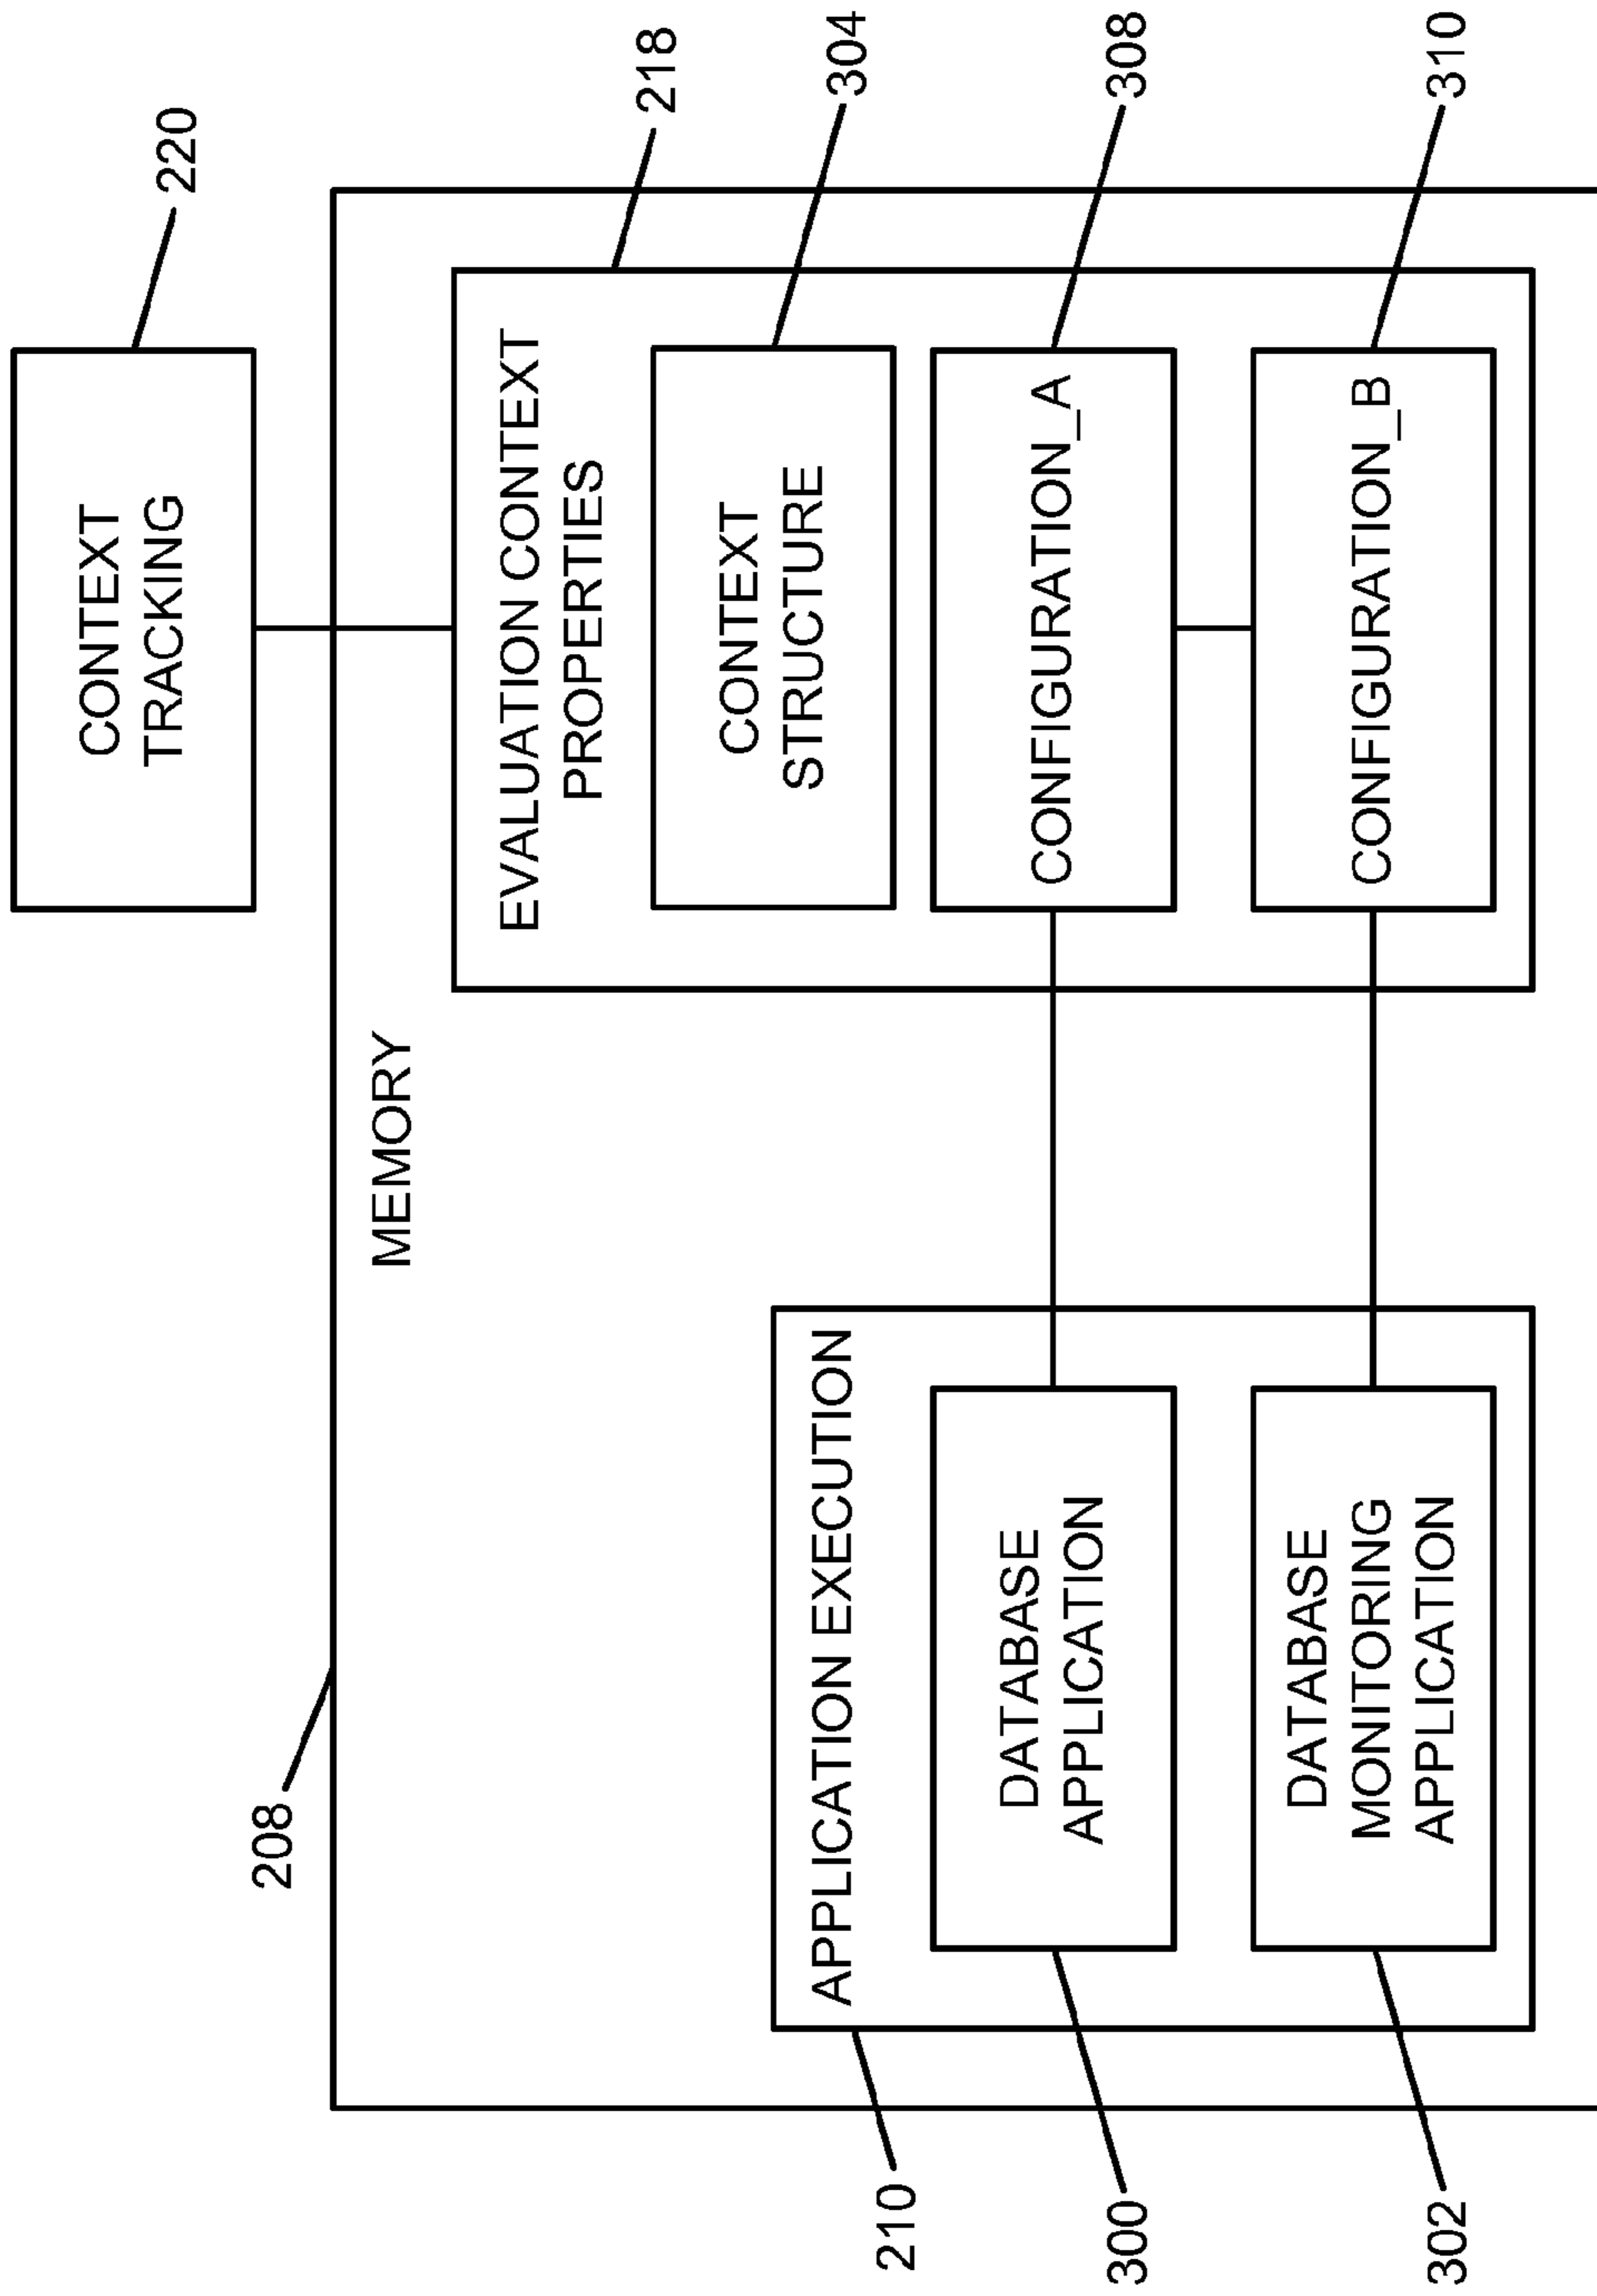 CONTEXT
TRACKING
220
208
MEMORY
EVALUATION CONTEXT
PROPERTIES
218
CONTEXT
STRUCTURE
304
APPLICATION EXECUTION
210
DATABASE
APPLICATION
300
CONFIGURATION_A
308
DATABASE
MONITORING
APPLICATION
302
CONFIGURATION_B
310